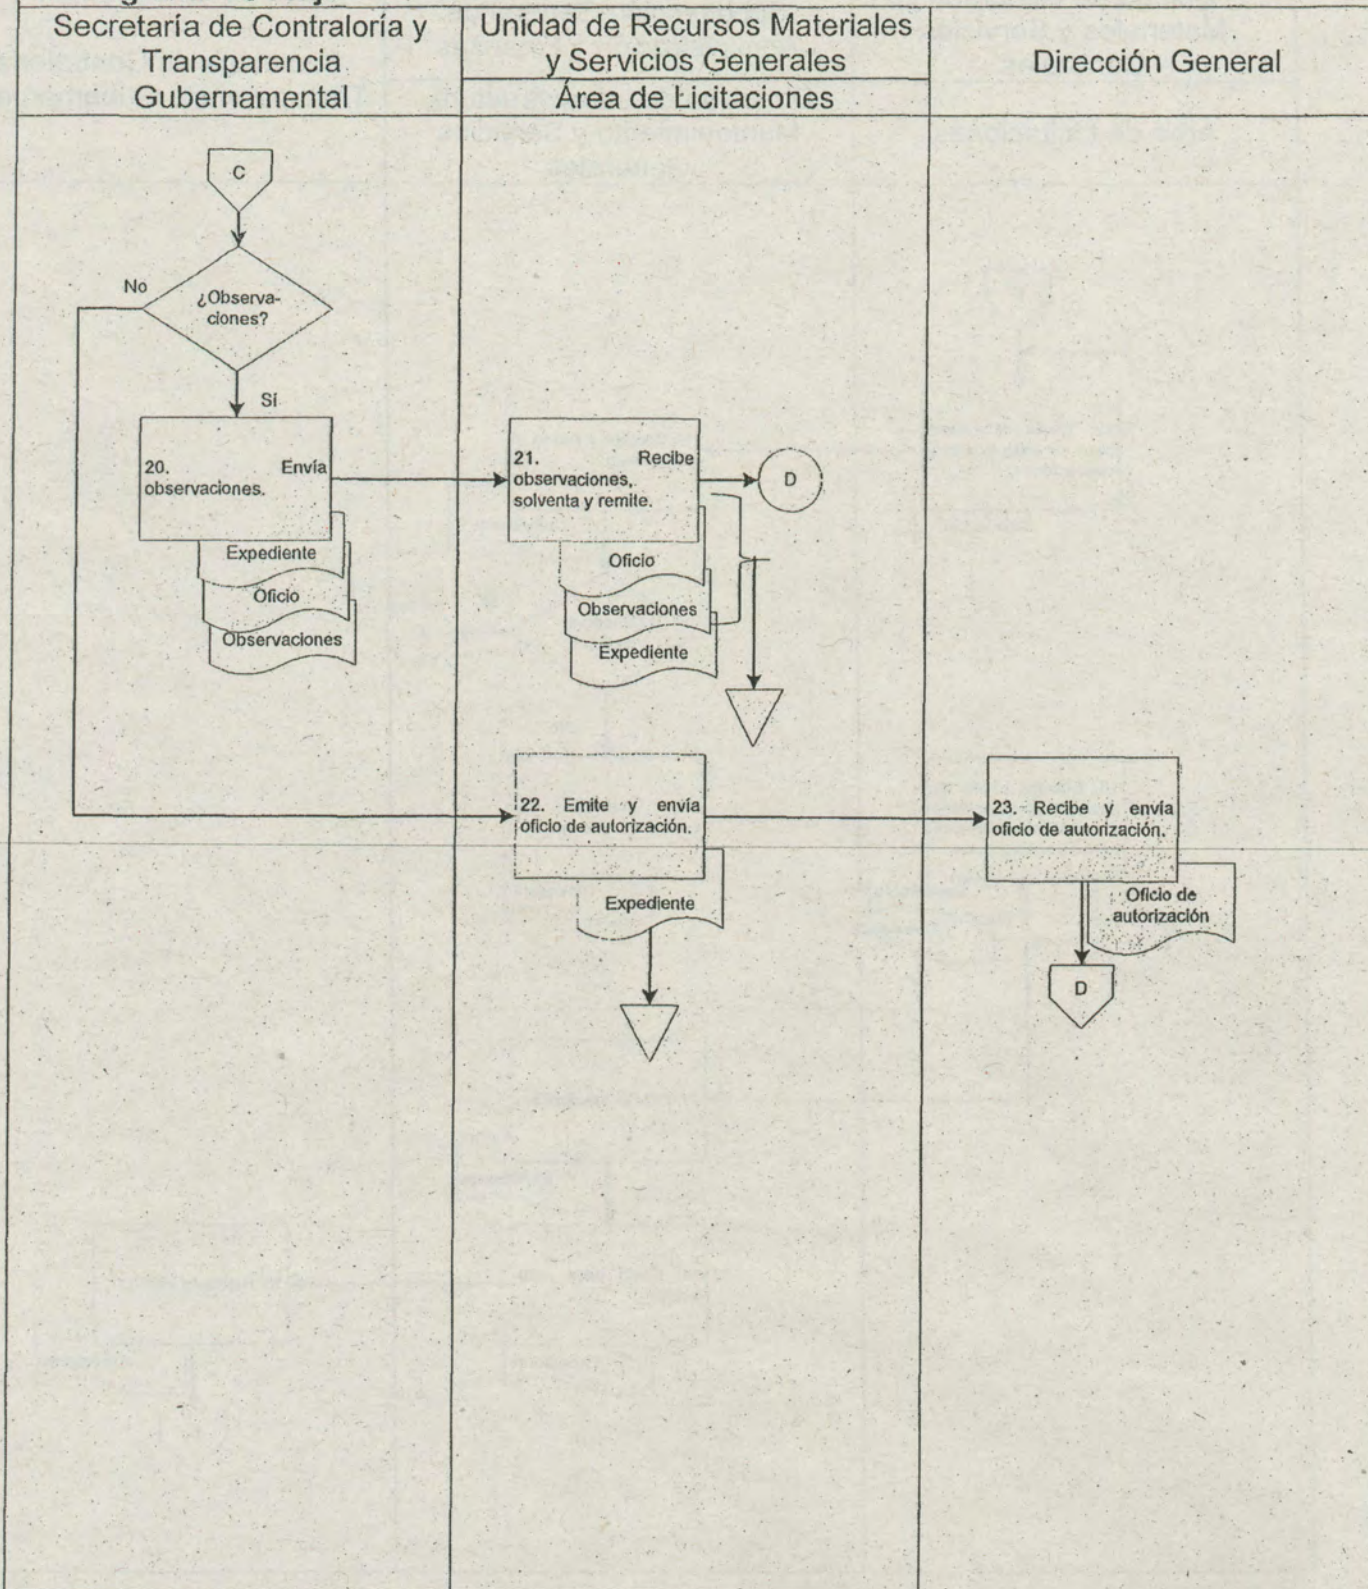 Secretaría de Contraloría y
Transparencia
Gubernamental
Unidad de Recursos Materiales
y Servicios Generales
Área de Licitaciones
Dirección General
C
¿Observa-
ciones?
No
Sí
20. Envía
observaciones.
Expediente
Oficio
Observaciones
21. Recibe
observaciones,
solventa y remite.
D
Oficio
Observaciones
Expediente
22. Emite y envía
oficio de autorización.
Expediente
23. Recibe y envía
oficio de autorización.
Oficio de
autorización
D